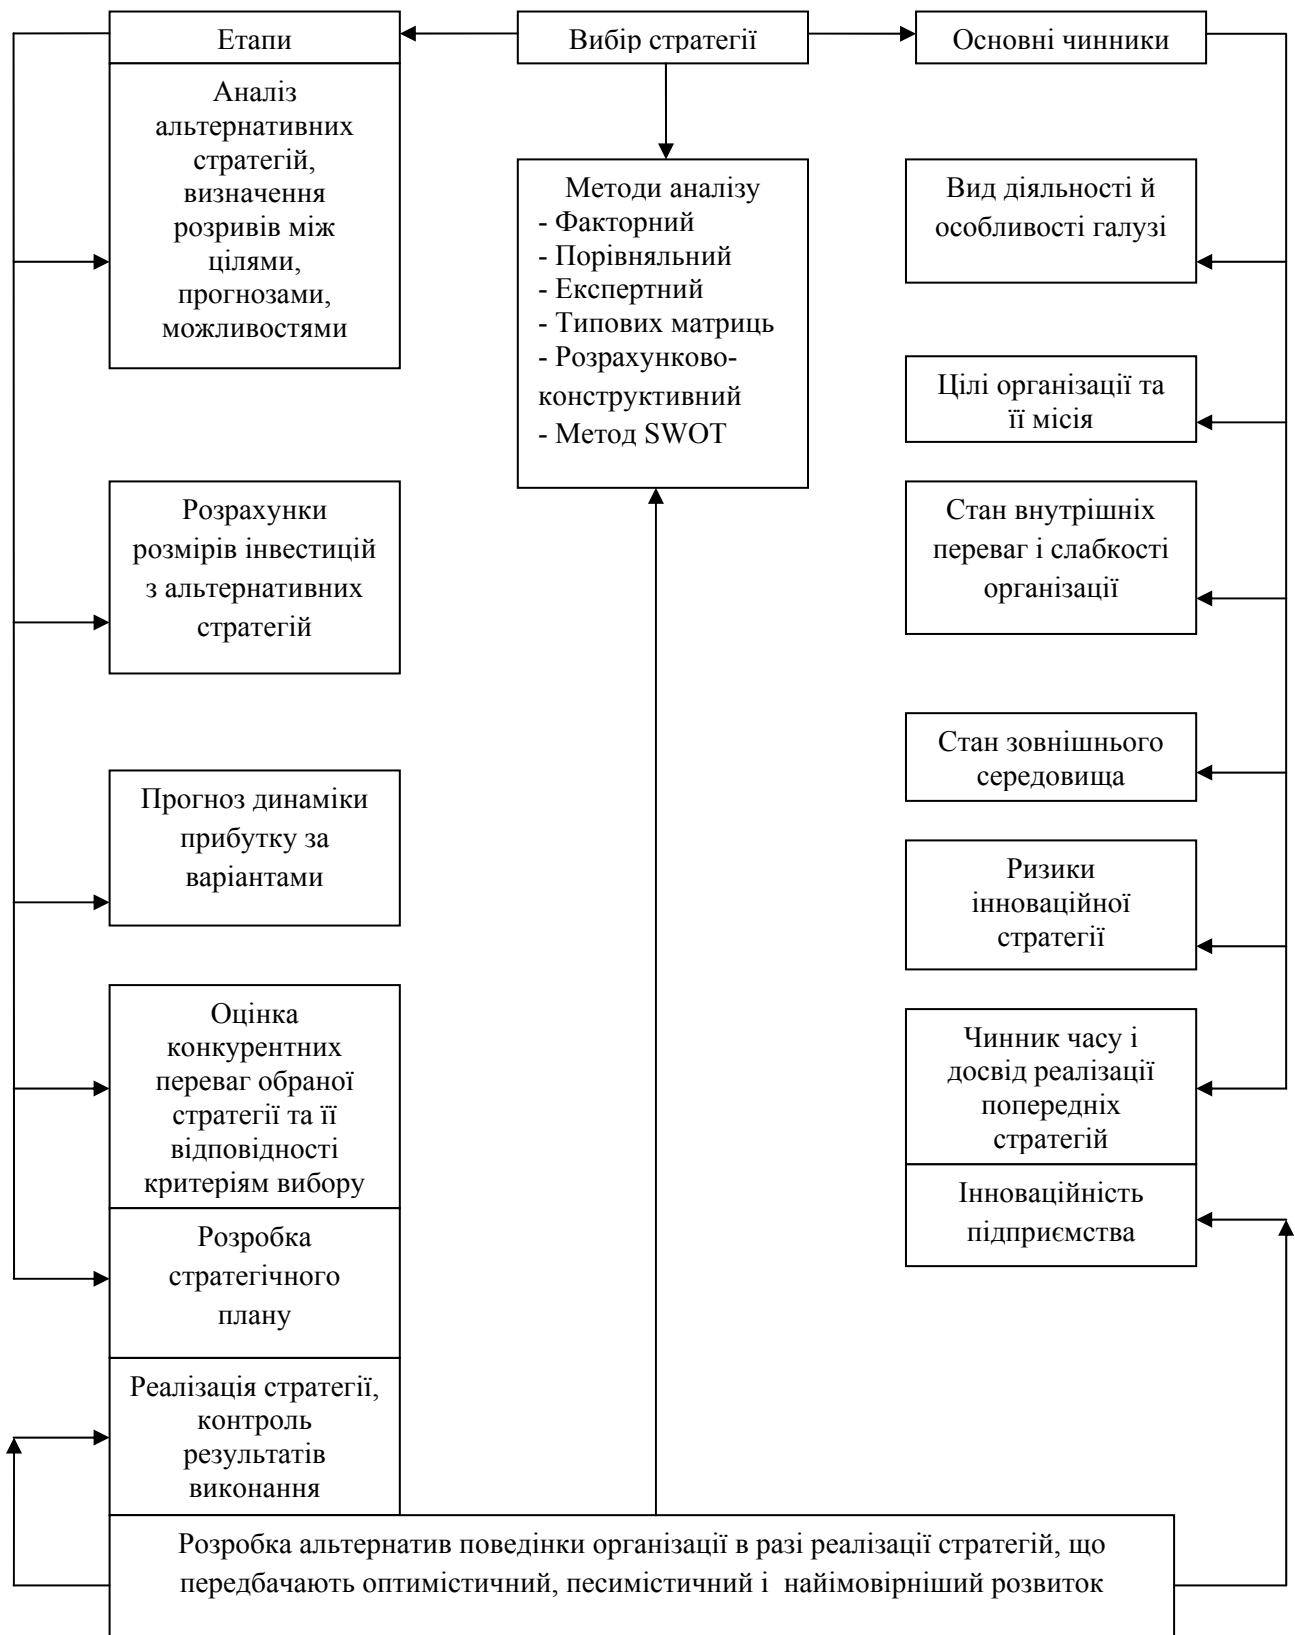 Етапи
Вибір стратегії
Основні чинники
Аналіз
альтернативних
стратегій,
визначення
розривів між
цілями,
прогнозами,
можливостями
Розрахунки
розмірів інвестицій
з альтернативних
стратегій
Прогноз динаміки
прибутку за
варіантами
Оцінка
конкурентних
переваг обраної
стратегії та її
відповідності
критеріям вибору
Розробка
стратегічного
плану
Реалізація стратегії,
контроль
результатів
виконання
Методи аналізу
- Факторний
- Порівняльний
- Експертний
- Типових матриць
- Розрахунково-
конструктивний
- Метод SWOT
Вид діяльності й
особливості галузі
Цілі організації та
її місія
Стан внутрішніх
переваг і слабкості
організації
Стан зовнішнього
середовища
Ризики
інноваційної
стратегії
Чинник часу і
досвід реалізації
попередніх
стратегій
Інноваційність
підприємства
Розробка альтернатив поведінки організації в разі реалізації стратегій, що
передбачають оптимістичний, песимістичний і найімовірніший розвиток